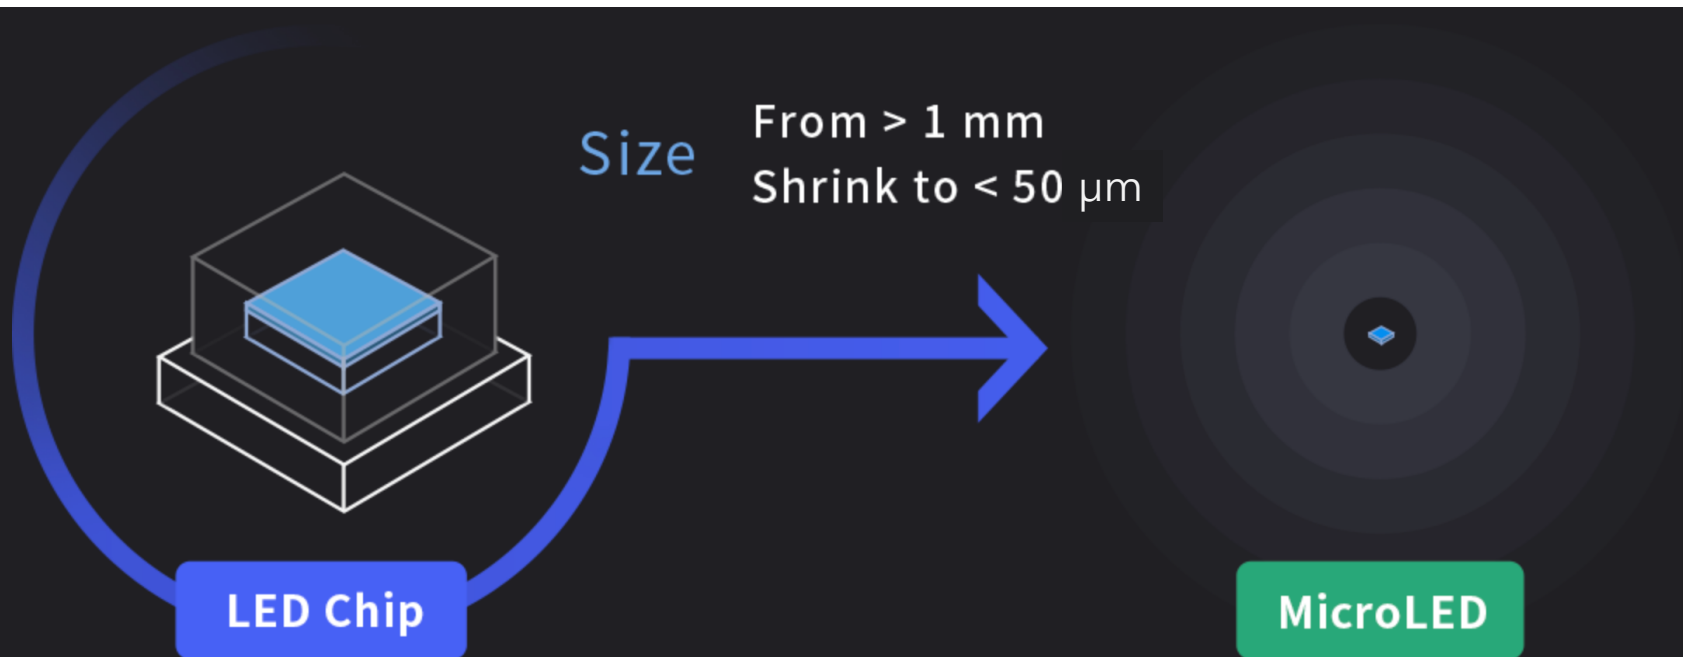 Size
From > 1 mm
Shrink to < 50 μm
LED Chip
MicroLED